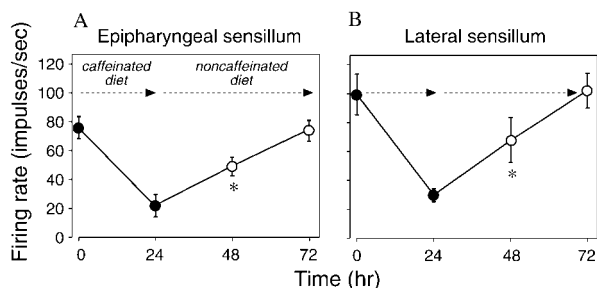 A
B
Epipharyngeal sensillum
Lateral sensillum
Firing rate (impulses/sec)
120
100
80
60
40
20
0
caffeinated
diet
noncaffeinated
diet
*
*
0 24 48 72
0 24 48 72
Time (hr)